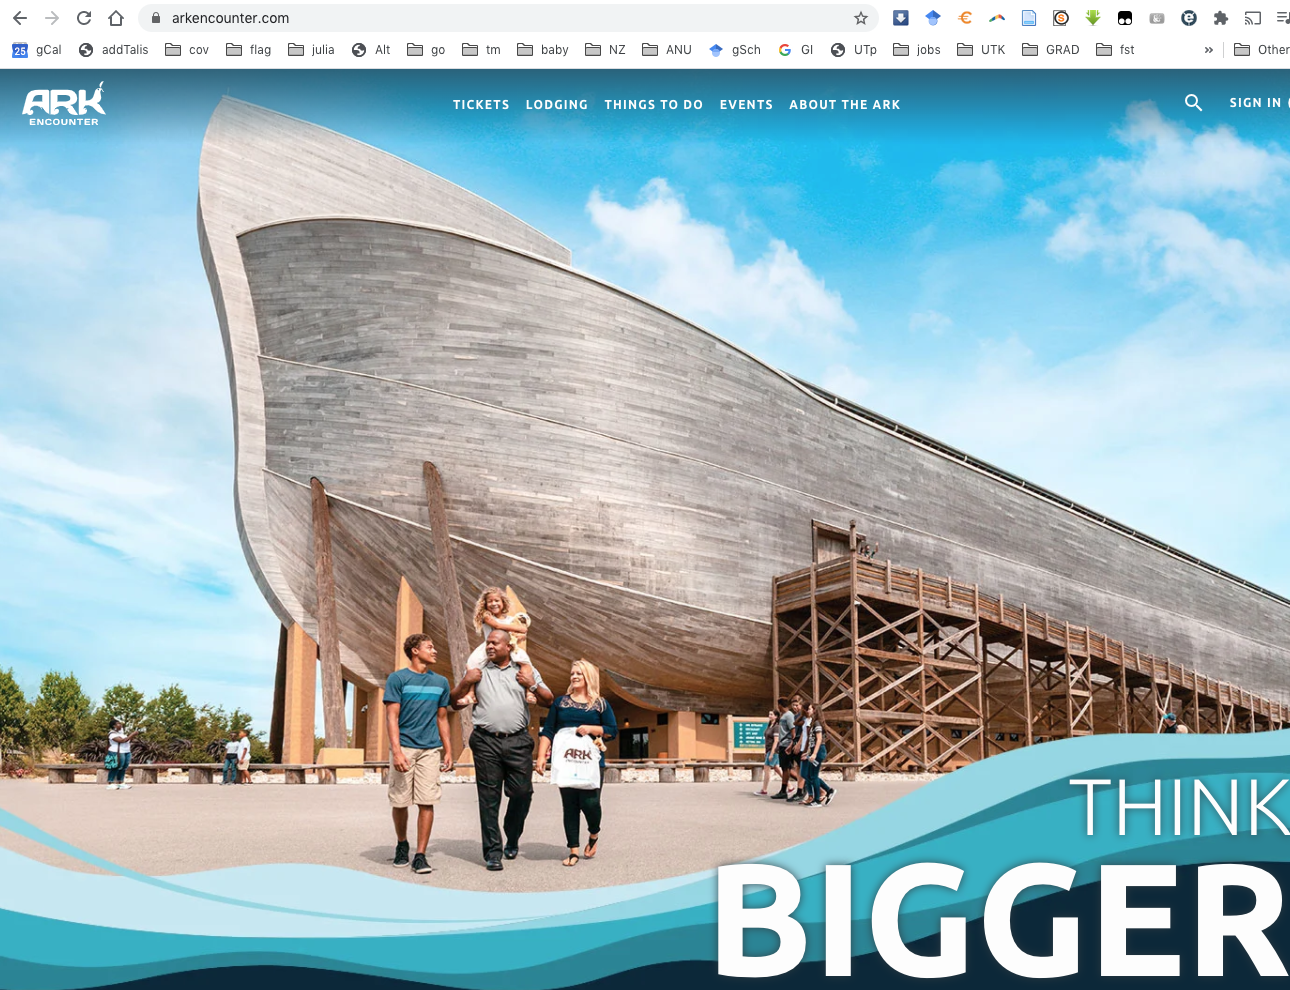 arkencounter.com
25 gCal addTalis cov flag julia Alt go tm baby NZ ANU gSch GI UTp jobs UTK GRAD fst » Other
ARK
ENCOUNTER
TICKETS LODGING THINGS TO DO EVENTS ABOUT THE ARK
SIGN IN (
ARK
ENCOUNTER
THINK
BIGGER